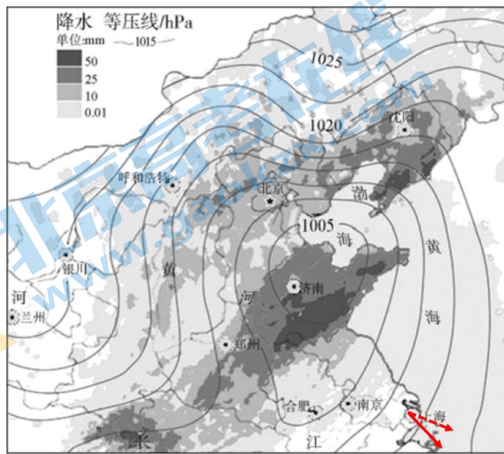 降水 等压线/hPa
单位:mm
1015
50
25
10
0.01
1025
1020
沈阳
呼和浩特
北京
渤
1005
海
黄
银川
黄
河
河
济南
海
兰州
郑州
合肥
南京
上海
长
江
北京高考在线
www.gaokzx.com